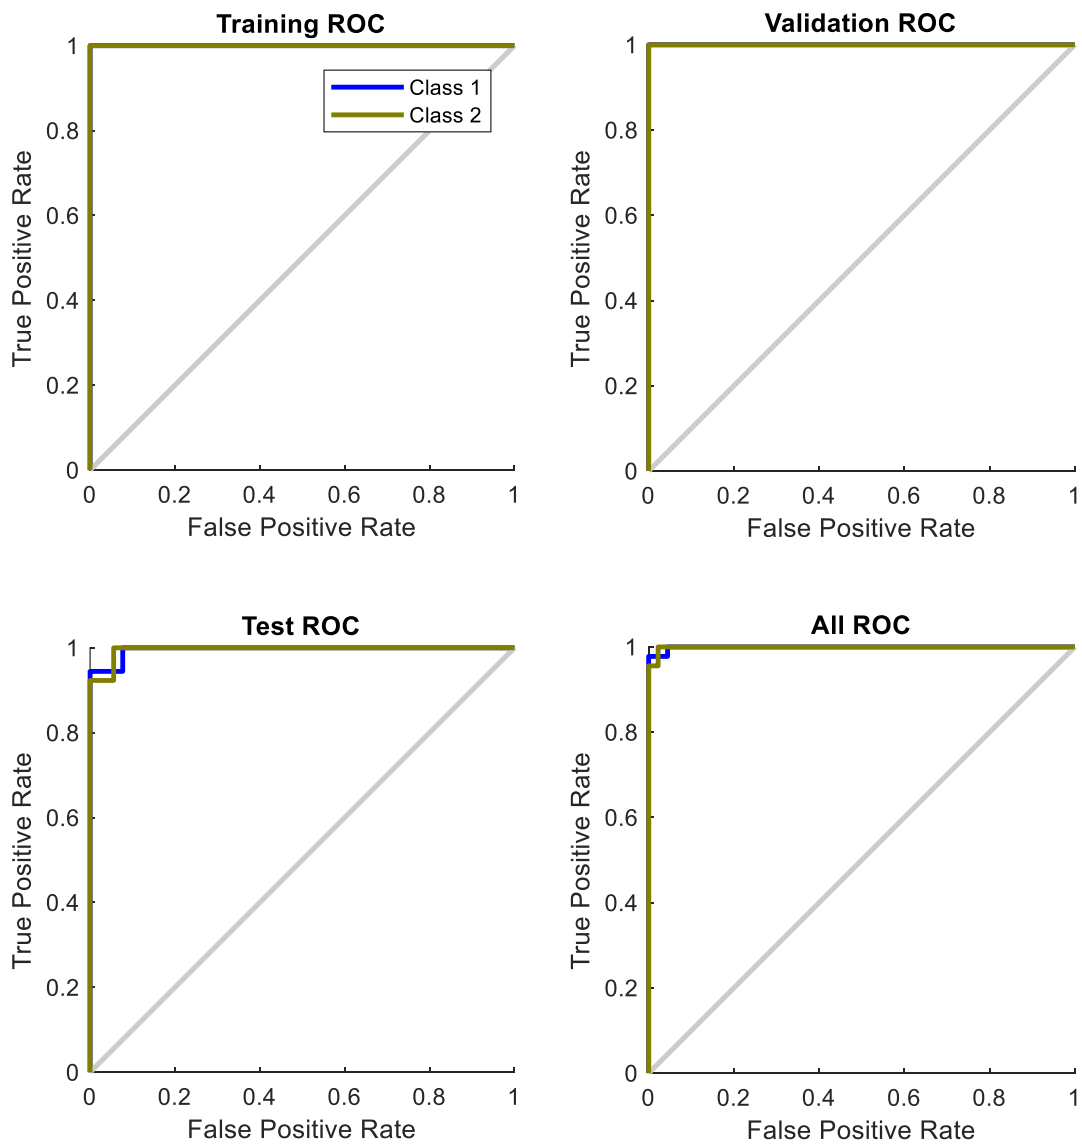 Training ROC
1
0.8
0.6
0.4
0.2
0
True Positive Rate
Class 1
Class 2
0 0.2 0.4 0.6 0.8 1
False Positive Rate
Validation ROC
1
0.8
0.6
0.4
0.2
0
True Positive Rate
0 0.2 0.4 0.6 0.8 1
False Positive Rate
Test ROC
1
0.8
0.6
0.4
0.2
0
True Positive Rate
0 0.2 0.4 0.6 0.8 1
False Positive Rate
All ROC
1
0.8
0.6
0.4
0.2
0
True Positive Rate
0 0.2 0.4 0.6 0.8 1
False Positive Rate